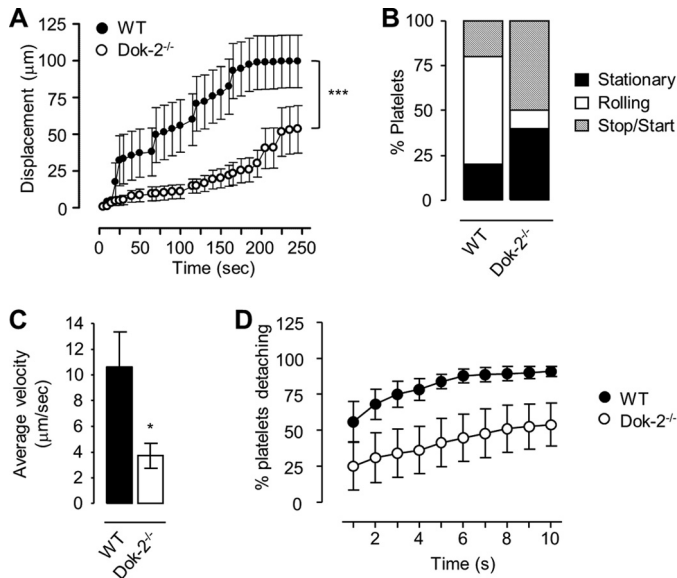 A
Displacement (μm)
125
100
75
50
25
0
0 50 100 150 200 250
Time (sec)
WT
Dok-2-/-
***
B
% Platelets
100
75
50
25
0
WT
Dok-2-/-
Stationary
Rolling
Stop/Start
C
Average velocity
(μm/sec)
14
12
10
8
6
4
2
0
*
WT
Dok-2-/-
D
% platelets detaching
125
100
75
50
25
0
2 4 6 8 10
Time (s)
WT
Dok-2-/-